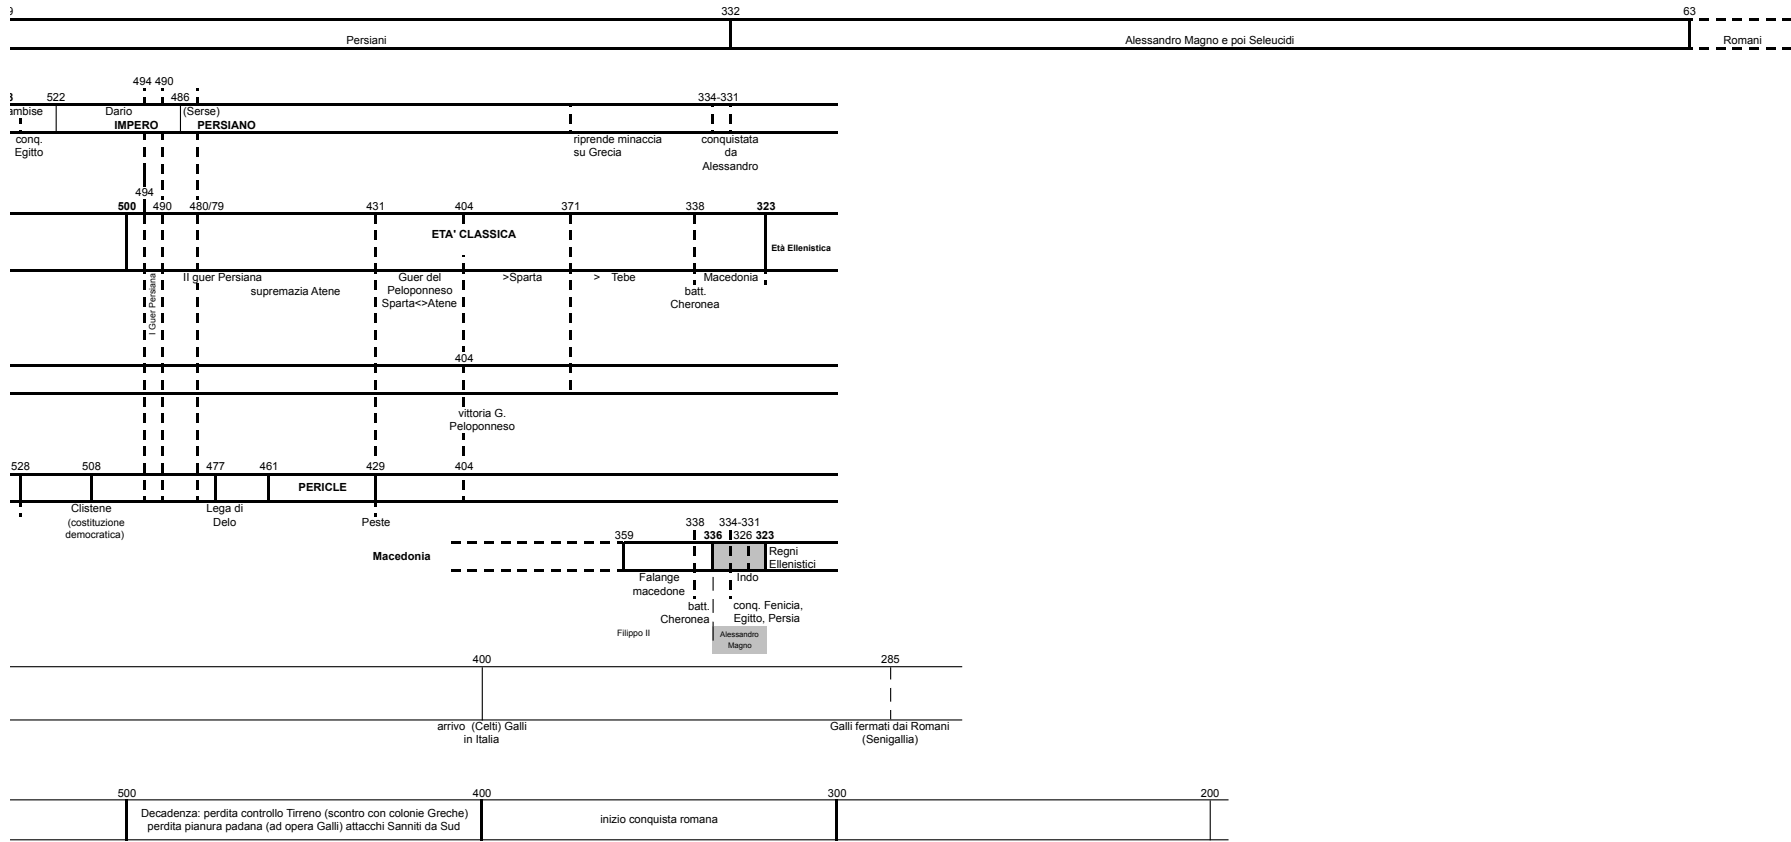 9 332 63
Persiani Alessandro Magno e poi Seleucidi Romani
494 490
3 522 486 334-331
ambise Dario (Serse)
IMPERO PERSIANO
conq. riprende minaccia conquistata
Egitto su Grecia da
Alessandro
494
500 490 480/79 431 404 371 338 323
ETA' CLASSICA
Età Ellenistica
I Guer Persiana
II guer Persiana Guer del >Sparta > Tebe Macedonia
supremazia Atene Peloponneso batt.
Sparta<>Atene Cheronea
404
vittoria G.
Peloponneso
528 508 477 461 429 404
PERICLE
Clistene Lega di Peste
(costituzione Delo
democratica)
338 334-331
359 336 326 323
Macedonia Regni
Ellenistici
Falange Indo
macedone
batt. conq. Fenicia,
Cheronea Egitto, Persia
Filippo II Alessandro
Magno
400 285
arrivo (Celti) Galli Galli fermati dai Romani
in Italia (Senigallia)
500 400 300 200
Decadenza: perdita controllo Tirreno (scontro con colonie Greche)
perdita pianura padana (ad opera Galli) attacchi Sanniti da Sud
inizio conquista romana